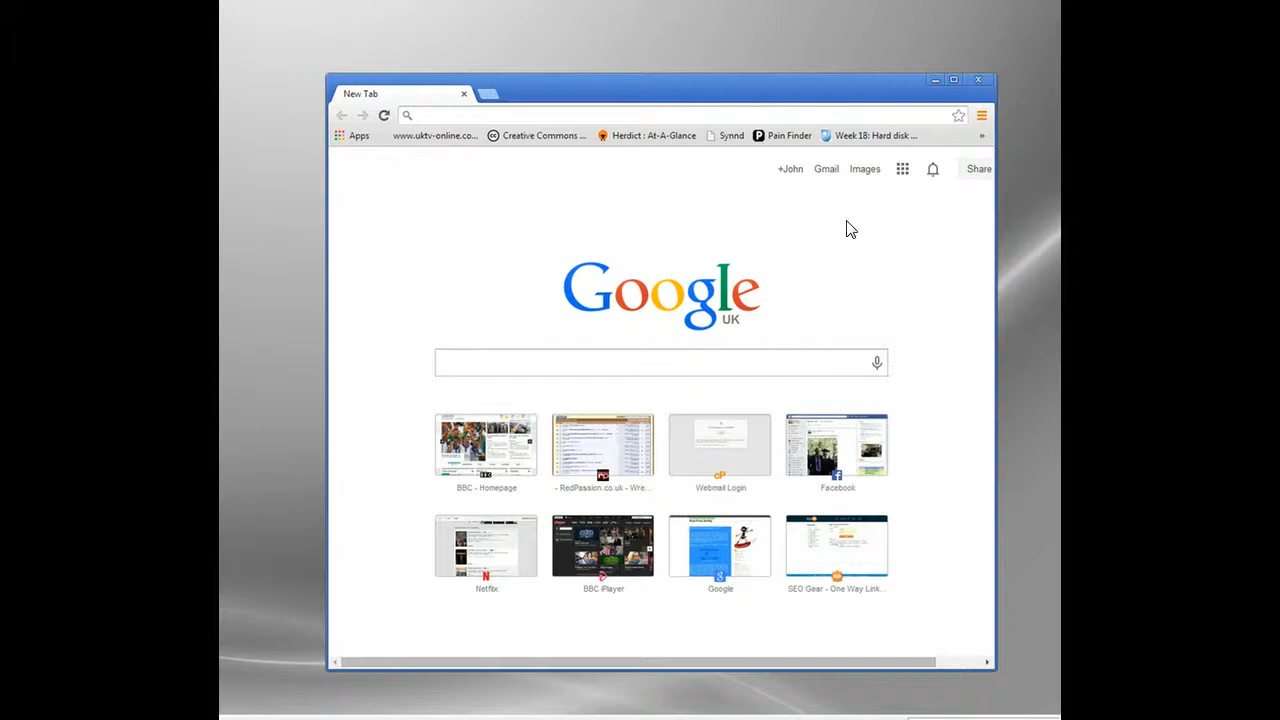 New Tab
Apps www.uktv-online.co... Creative Commons ... Herdict : At-A-Glance Synnd Pain Finder Week 18: Hard disk ... »
+John Gmail Images Share
Google
UK
BBC - Homepage - RedPassion.co.uk - Wre... Webmail Login Facebook
Netflix BBC iPlayer Google SEO Gear - One Way Link...